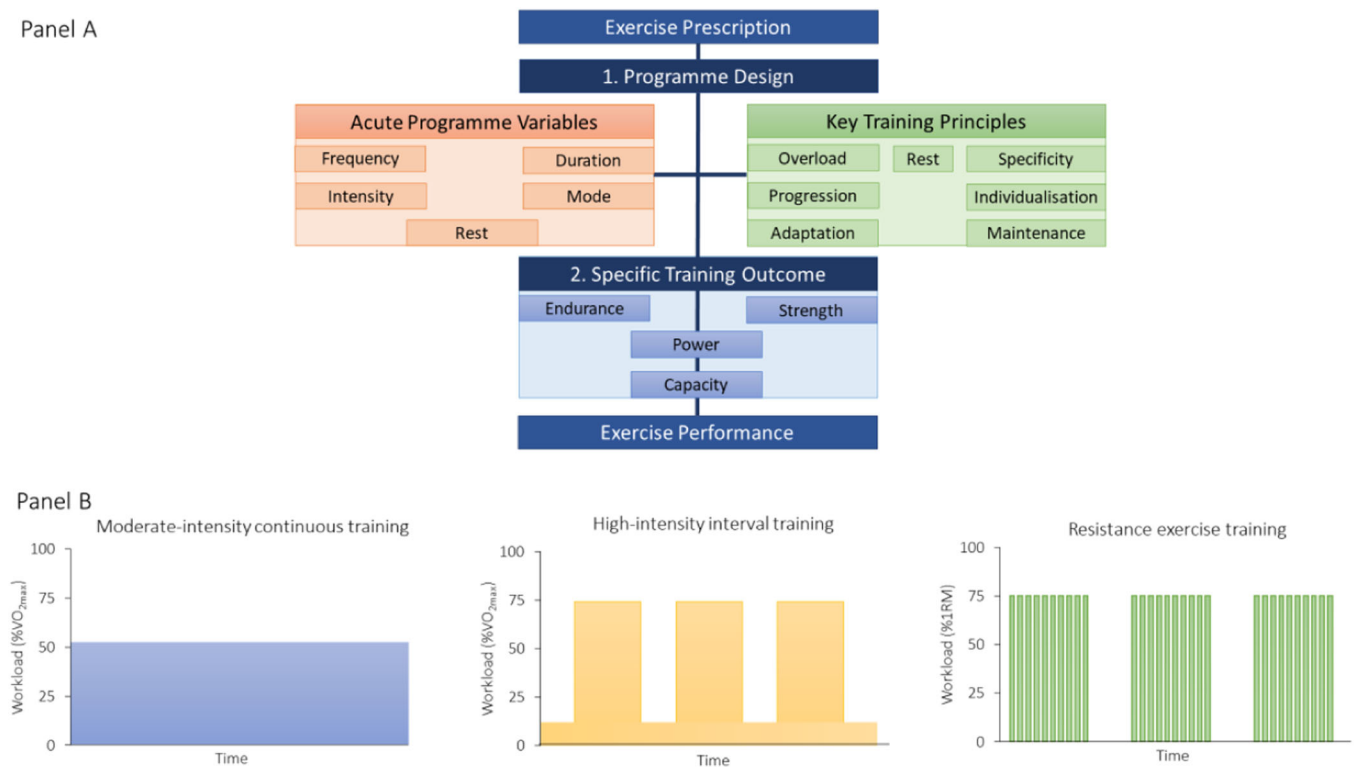 Panel A
Exercise Prescription
1. Programme Design
Acute Programme Variables
Frequency
Duration
Intensity
Mode
Rest
Key Training Principles
Overload
Rest
Specificity
Progression
Individualisation
Adaptation
Maintenance
2. Specific Training Outcome
Endurance
Strength
Power
Capacity
Exercise Performance
Panel B
Moderate-intensity continuous training
Workload (%VO2max)
100
75
50
25
0
Time
High-intensity interval training
Workload (%VO2max)
100
75
50
25
0
Time
Resistance exercise training
Workload (%1RM)
100
75
50
25
0
Time